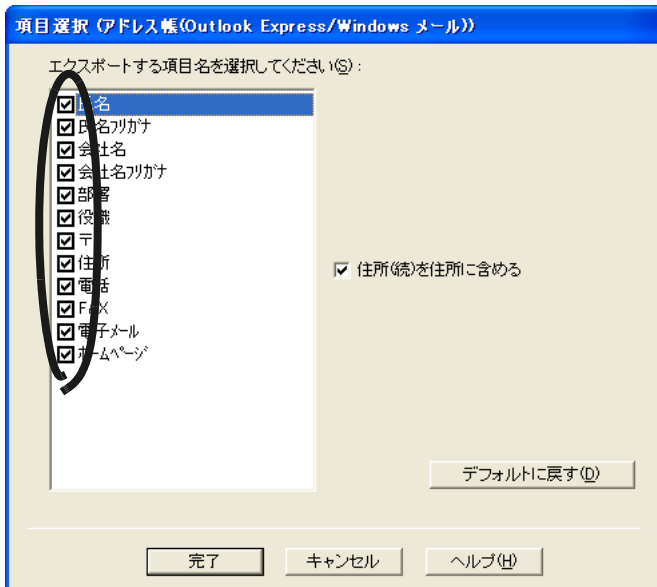 項目選択 (アドレス帳(Outlook Express/Windows メール))
エクスポートする項目名を選択してください(S):
氏名
氏名フリガナ
会社名
会社名フリガナ
部署
役職
〒
住所
電話
FAX
電子メール
ホームページ
住所(続)を住所に含める
デフォルトに戻す(D)
完了
キャンセル
ヘルプ(H)